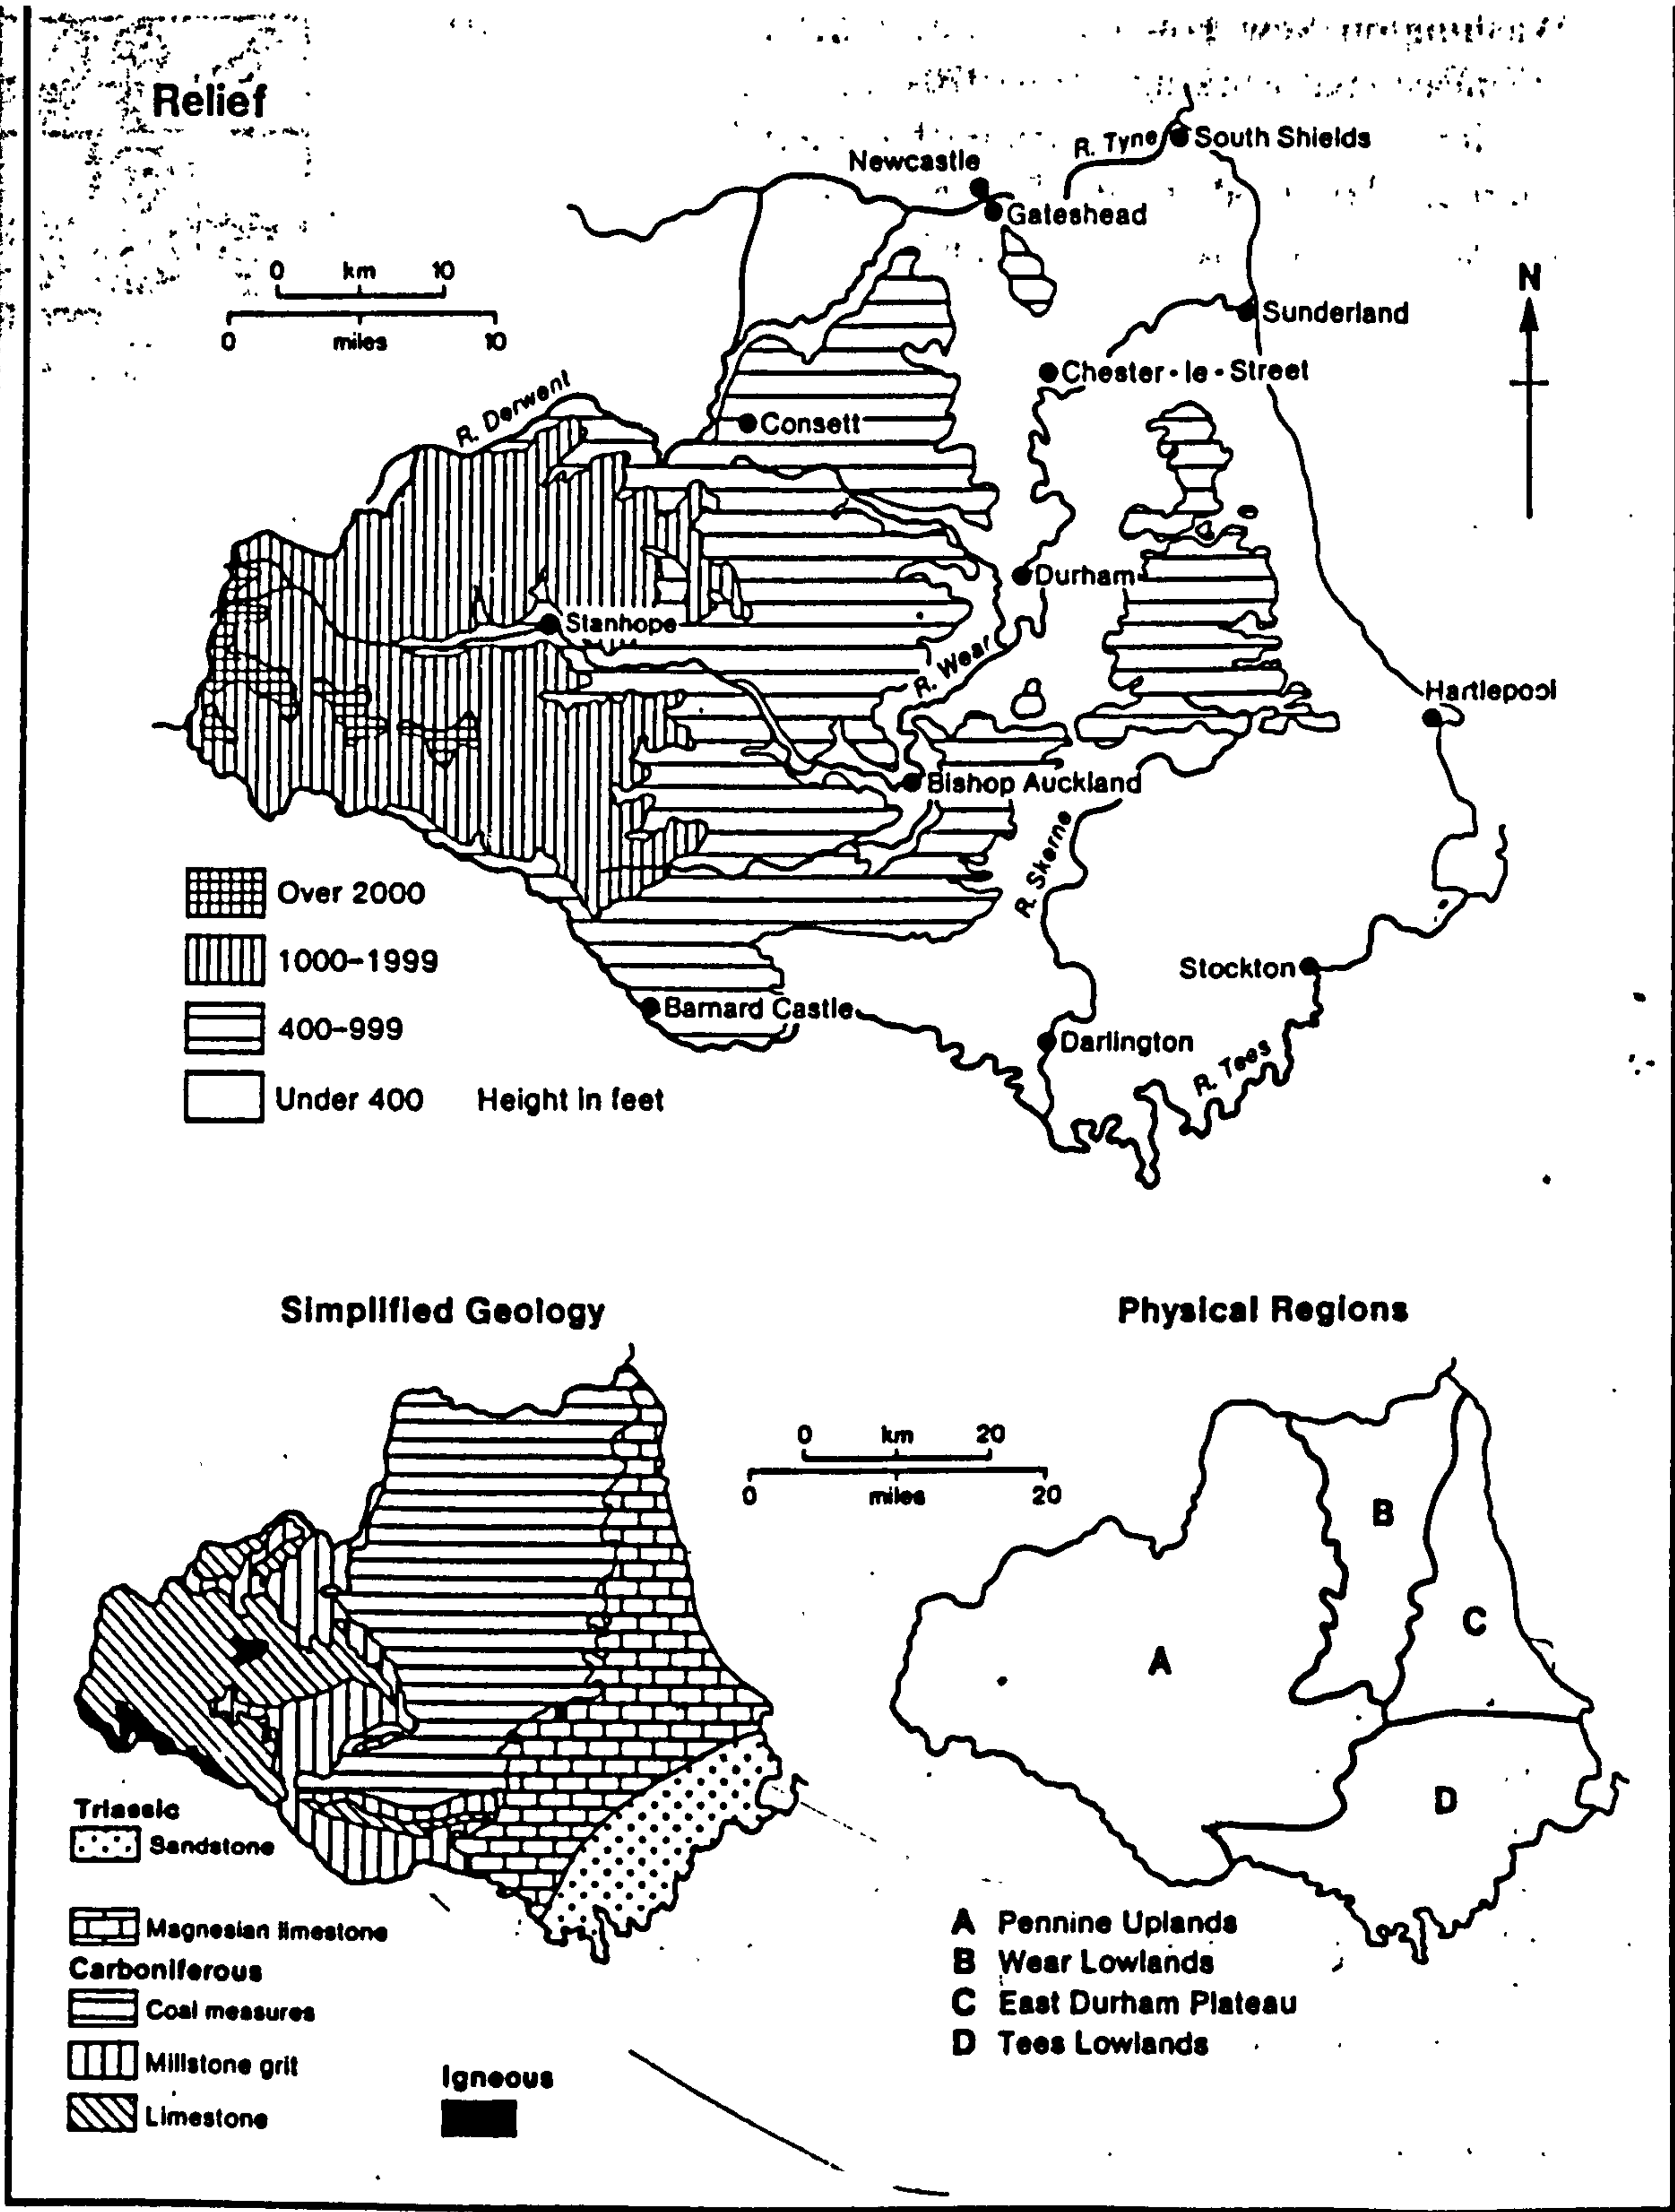 Relief
R. Tyne
South Shields
Newcastle
Gateshead
0 km 10
0 miles 10
N
Sunderland
Chester-le-Street
R. Derwent
Consett
Durham
Stanhope
R. Wear
Hartlepool
Bishop Auckland
R. Skerne
Over 2000
1000-1999
400-999
Under 400 Height in feet
Stockton
Barnard Castle
Darlington
R. Tees
Simplified Geology
Physical Regions
0 km 20
0 miles 20
A
B
C
D
Triassic
Sandstone
Magnesian limestone
Carboniferous
Coal measures
Millstone grit
Limestone
Igneous
A Pennine Uplands
B Wear Lowlands
C East Durham Plateau
D Tees Lowlands